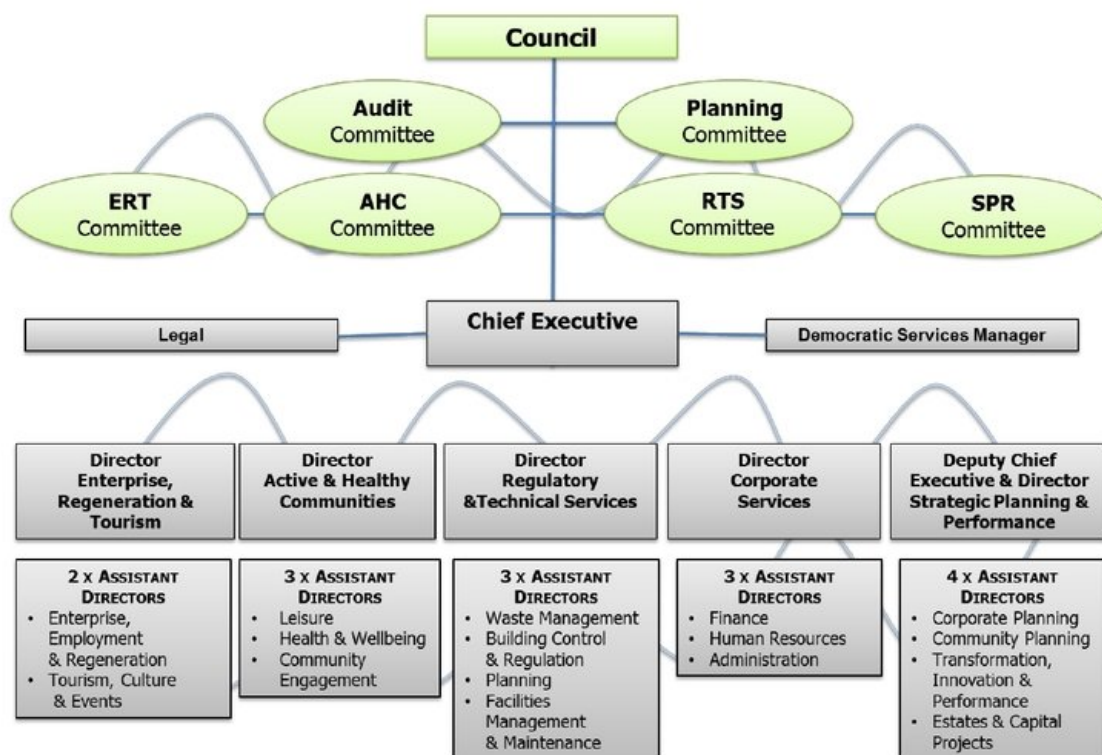 Council
Audit
Committee
Planning
Committee
ERT
Committee
AHC
Committee
RTS
Committee
SPR
Committee
Chief Executive
Legal
Democratic Services Manager
Director
Enterprise,
Regeneration &
Tourism
Director
Active & Healthy
Communities
Director
Regulatory
&Technical Services
Director
Corporate
Services
Deputy Chief
Executive & Director
Strategic Planning &
Performance
2 x ASSISTANT
DIRECTORS
• Enterprise,
Employment
& Regeneration
• Tourism, Culture
& Events
3 x ASSISTANT
DIRECTORS
• Leisure
• Health & Wellbeing
• Community
Engagement
3 x ASSISTANT
DIRECTORS
• Waste Management
• Building Control
& Regulation
• Planning
• Facilities
Management
& Maintenance
3 x ASSISTANT
DIRECTORS
• Finance
• Human Resources
• Administration
4 x ASSISTANT
DIRECTORS
• Corporate Planning
• Community Planning
• Transformation,
Innovation &
Performance
• Estates & Capital
Projects